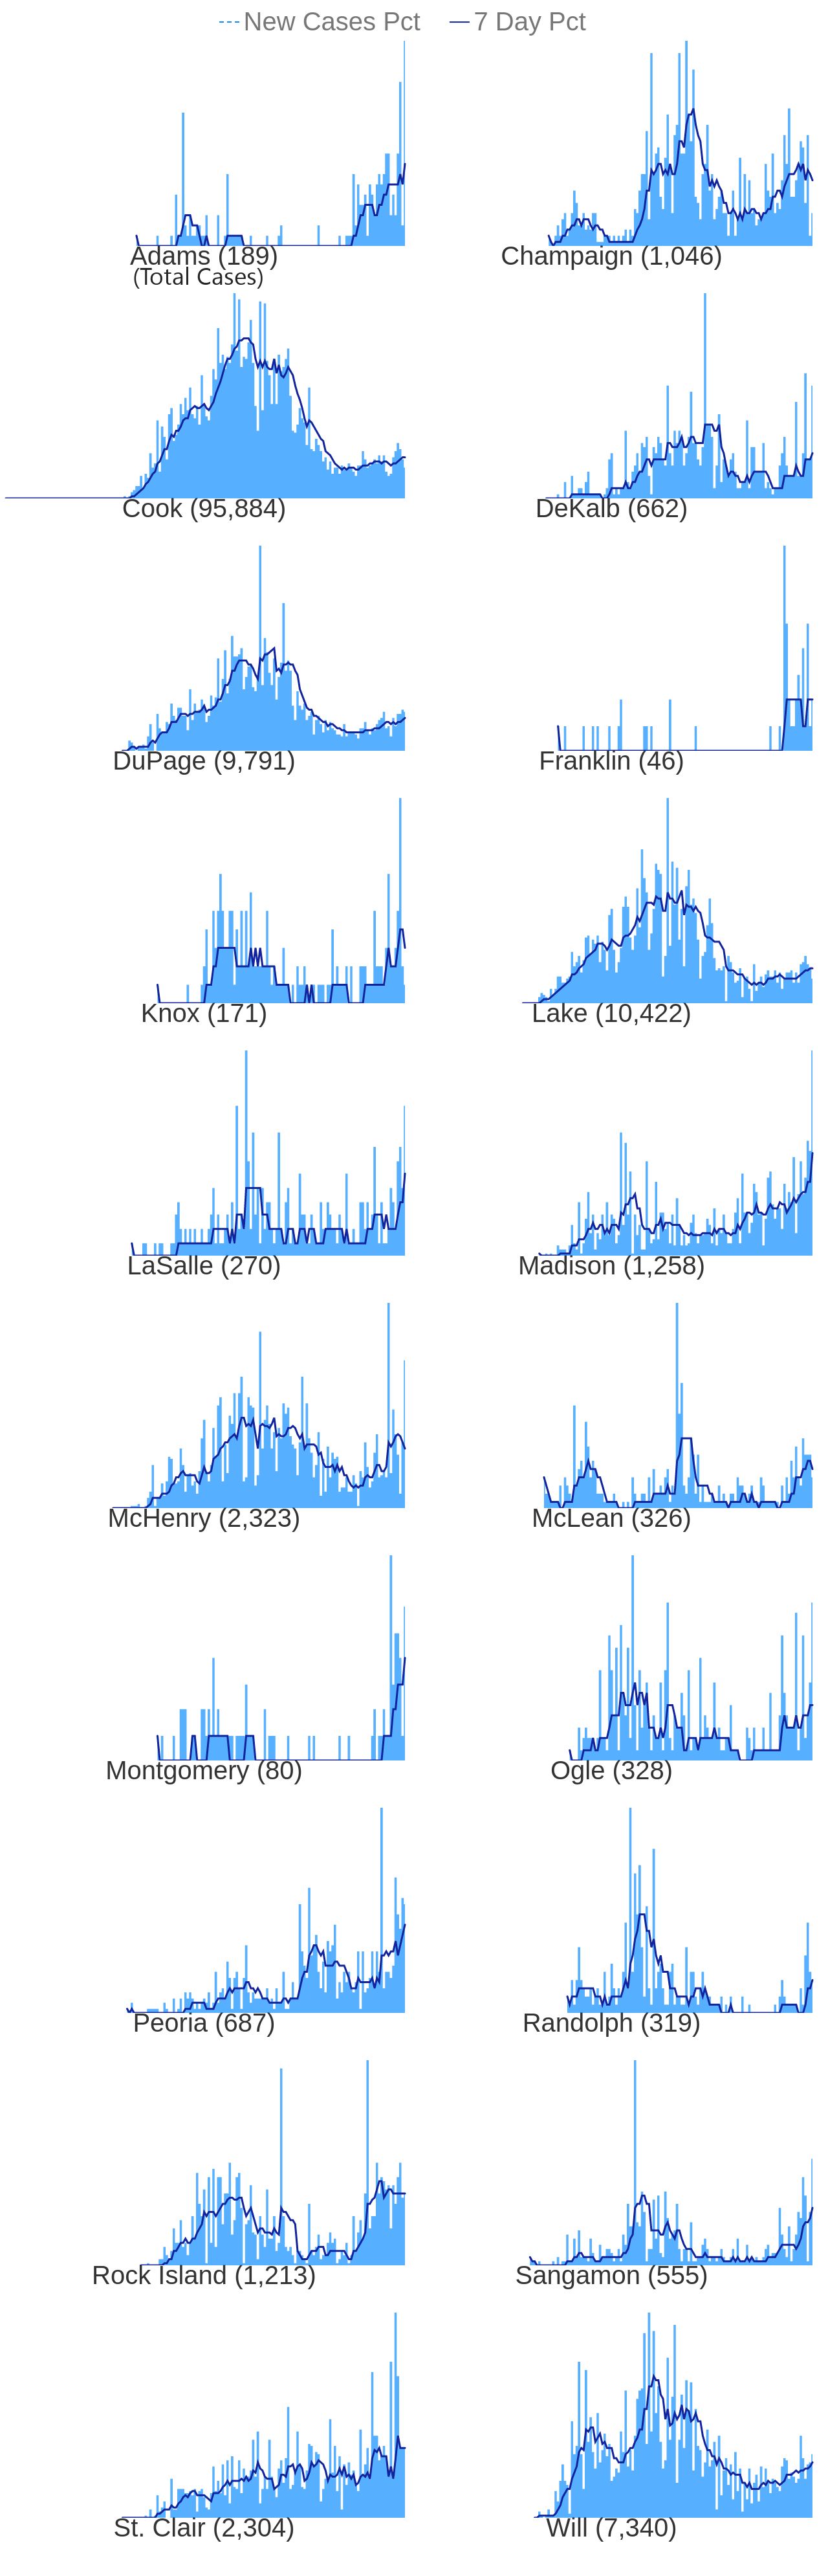 New Cases Pct 7 Day Pct
Adams (189) Champaign (1,046)
(Total Cases)
Cook (95,884) DeKalb (662)
DuPage (9,791) Franklin (46)
Knox (171) Lake (10,422)
LaSalle (270) Madison (1,258)
McHenry (2,323) McLean (326)
Montgomery (80) Ogle (328)
Peoria (687) Randolph (319)
Rock Island (1,213) Sangamon (555)
St. Clair (2,304) Will (7,340)